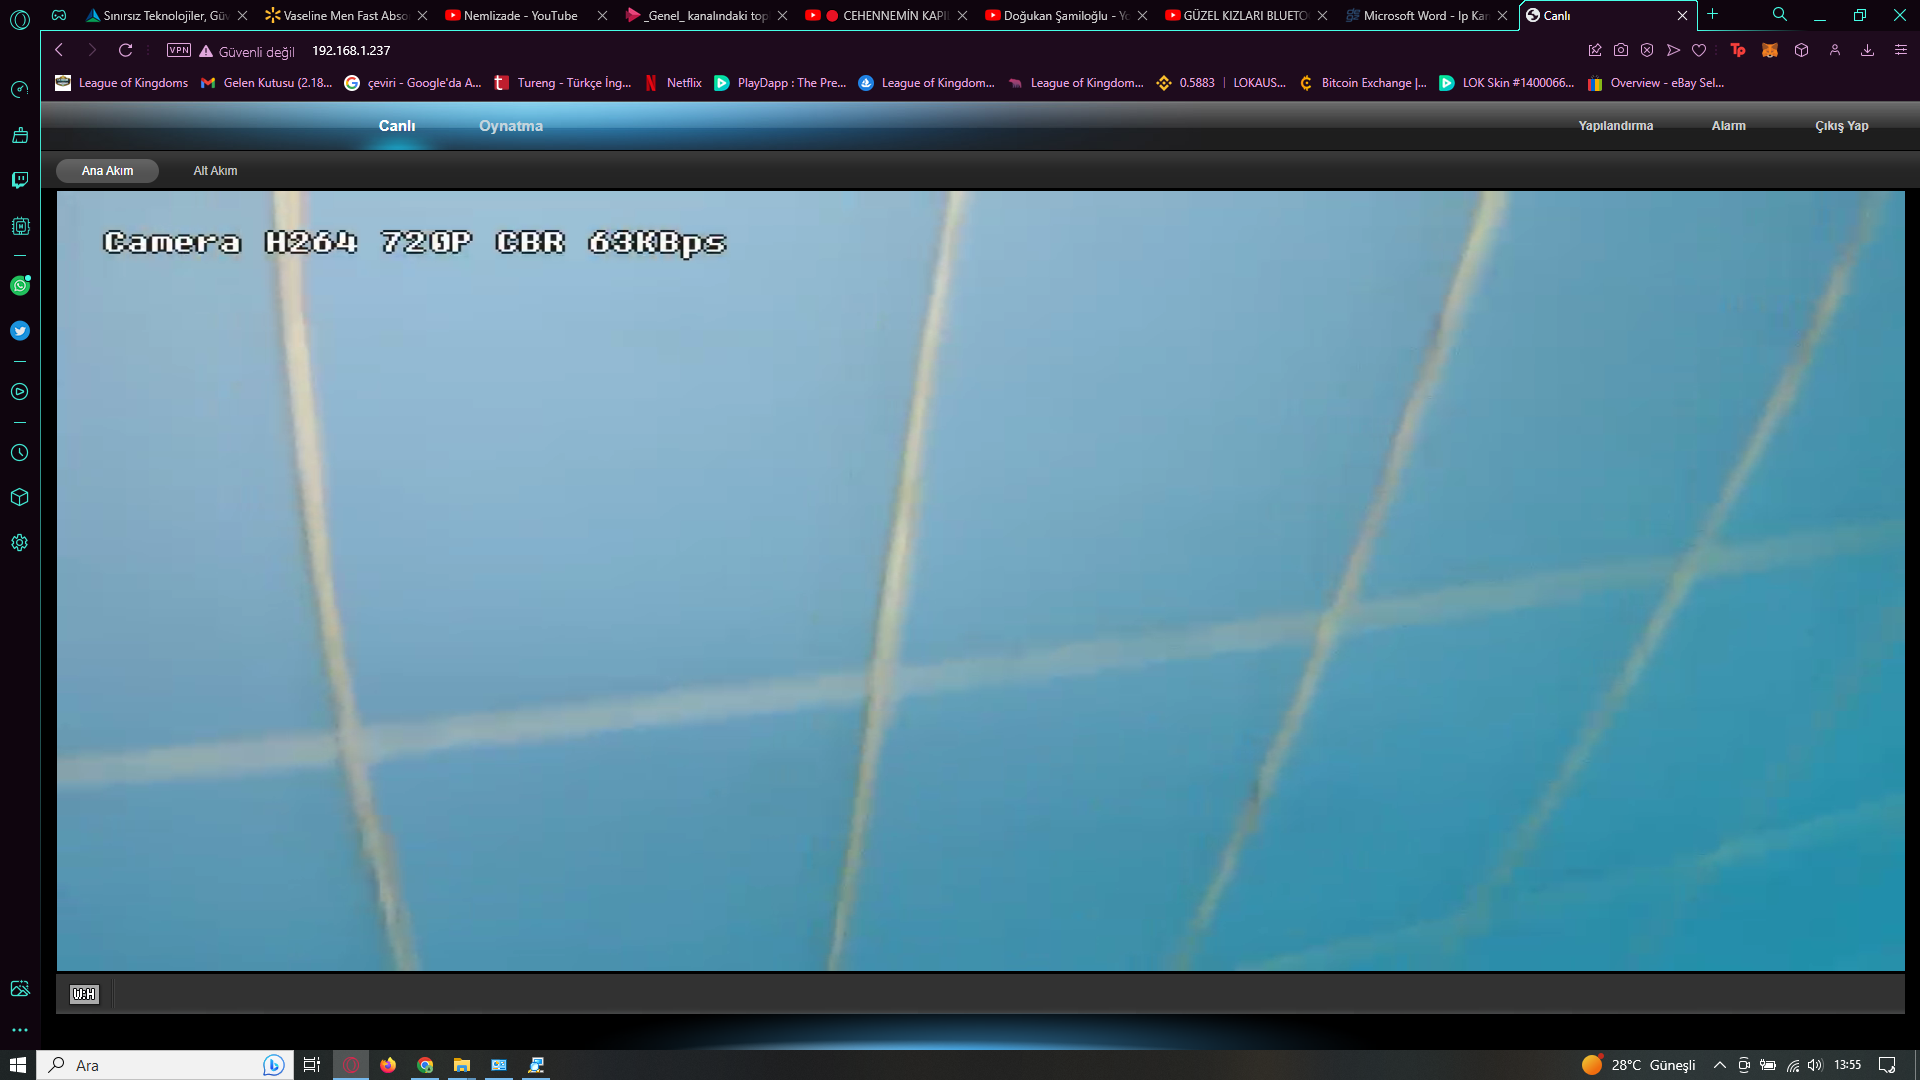 Sınırsız Teknolojiler, Gü
Vaseline Men Fast Abso
Nemlizade - YouTube
_Genel_ kanalındaki top
CEHENNEMİN KAPI
Doğukan Şamiloğlu - Yo
GÜZEL KIZLARI BLUETO
Microsoft Word - Ip Kar
Canlı
VPN Güvenli değil 192.168.1.237
League of Kingdoms
Gelen Kutusu (2.18...
çeviri - Google'da A...
Tureng - Türkçe İng...
Netflix
PlayDapp : The Pre...
League of Kingdom...
League of Kingdom...
0.5883 | LOKAUS...
Bitcoin Exchange |...
LOK Skin #1400066...
Overview - eBay Sel...
Canlı Oynatma Yapılandırma Alarm Çıkış Yap
Ana Akım Alt Akım
Camera H264 720P CBR 63KBps
W:H
Ara 28°C Güneşli 13:55